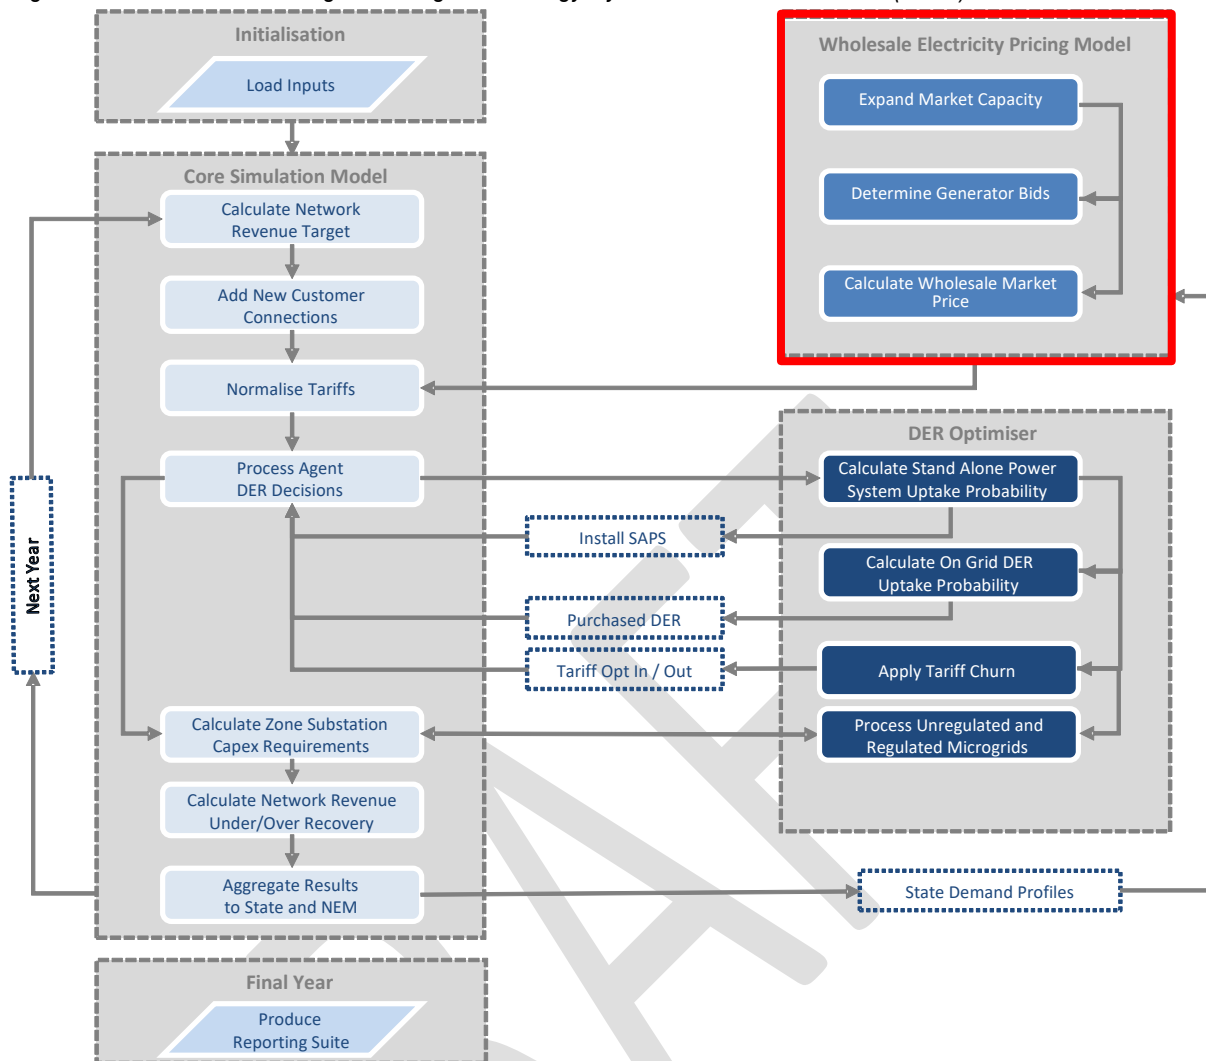 Initialisation
Load Inputs
Wholesale Electricity Pricing Model
Expand Market Capacity
Determine Generator Bids
Calculate Wholesale Market
Price
Core Simulation Model
Calculate Network
Revenue Target
Add New Customer
Connections
Normalise Tariffs
Process Agent
DER Decisions
DER Optimiser
Calculate Stand Alone Power
System Uptake Probability
Install SAPS
Calculate On Grid DER
Uptake Probability
Purchased DER
Tariff Opt In / Out
Apply Tariff Churn
Next Year
Calculate Zone Substation
Capex Requirements
Process Unregulated and
Regulated Microgrids
Calculate Network Revenue
Under/Over Recovery
Aggregate Results
to State and NEM
State Demand Profiles
Final Year
Produce
Reporting Suite